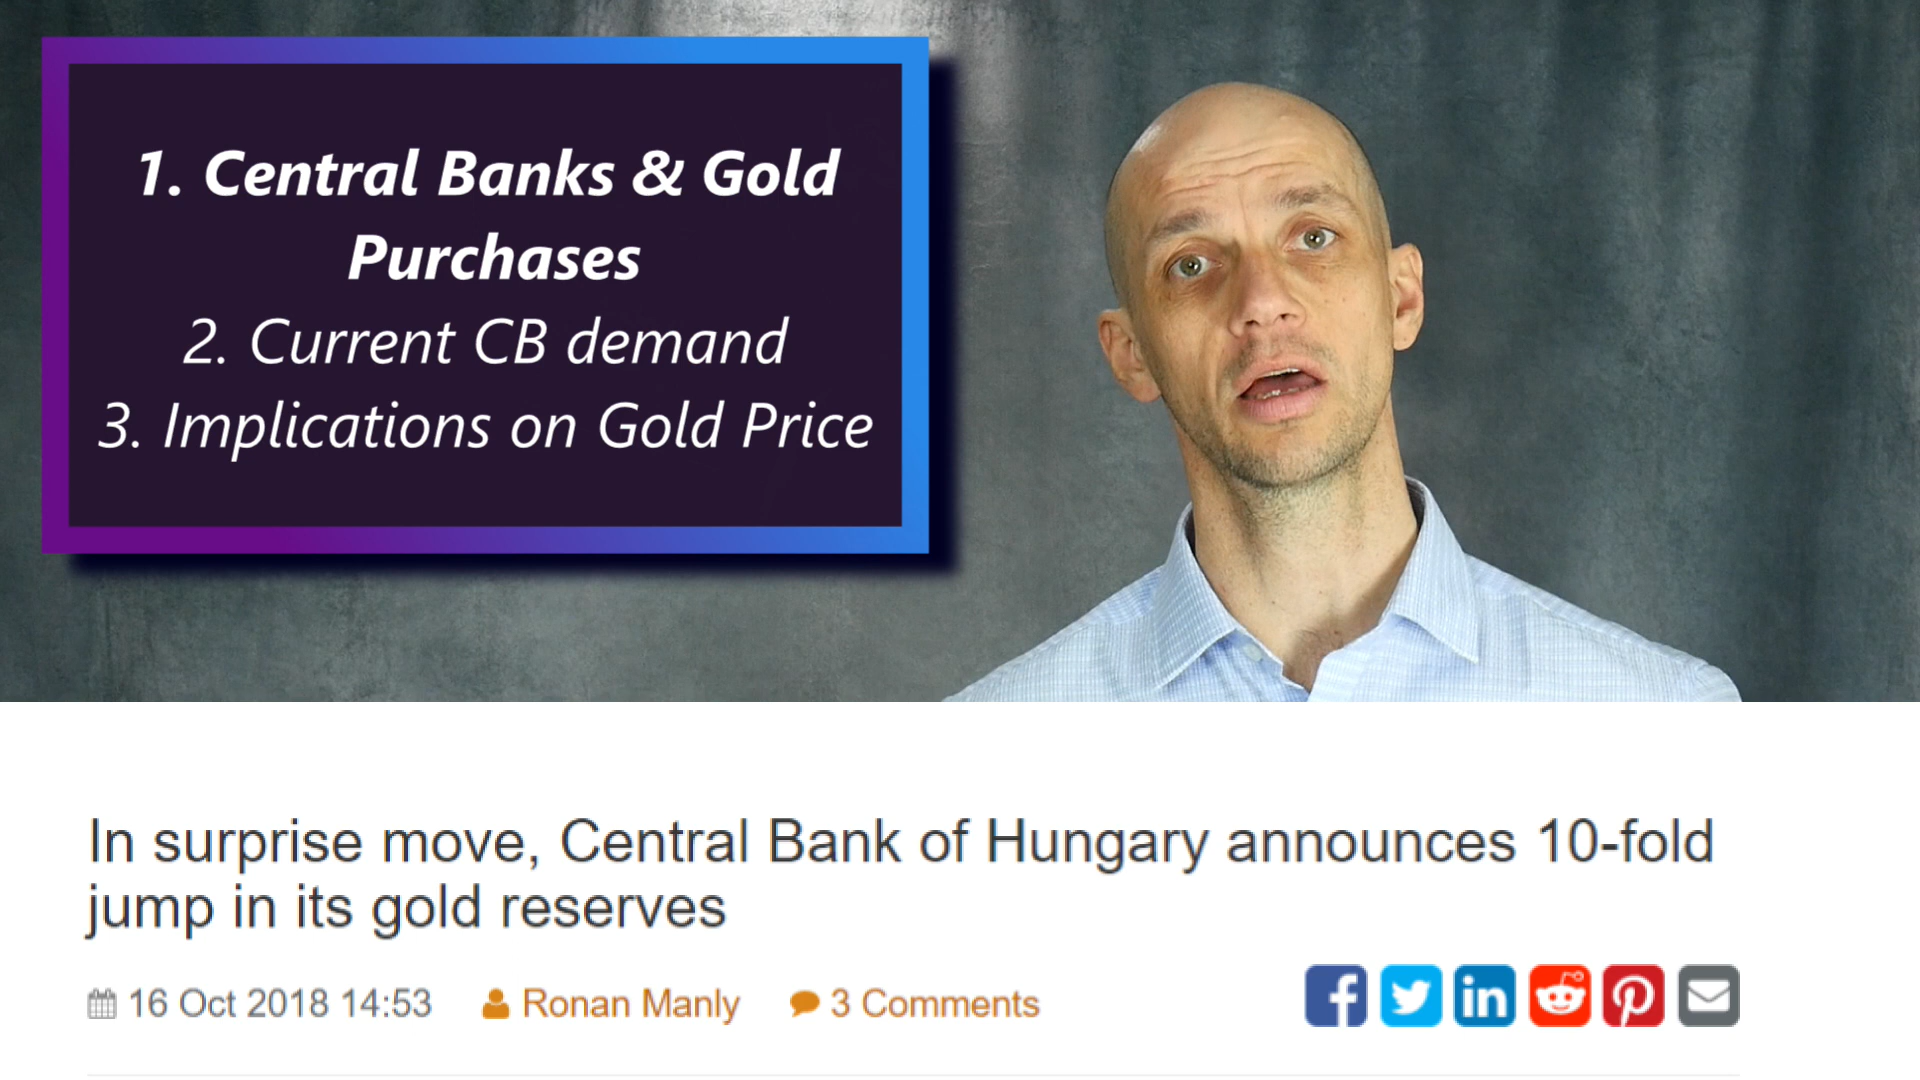 1. Central Banks & Gold
Purchases
2. Current CB demand
3. Implications on Gold Price
In surprise move, Central Bank of Hungary announces 10-fold
jump in its gold reserves
16 Oct 2018 14:53 Ronan Manly 3 Comments